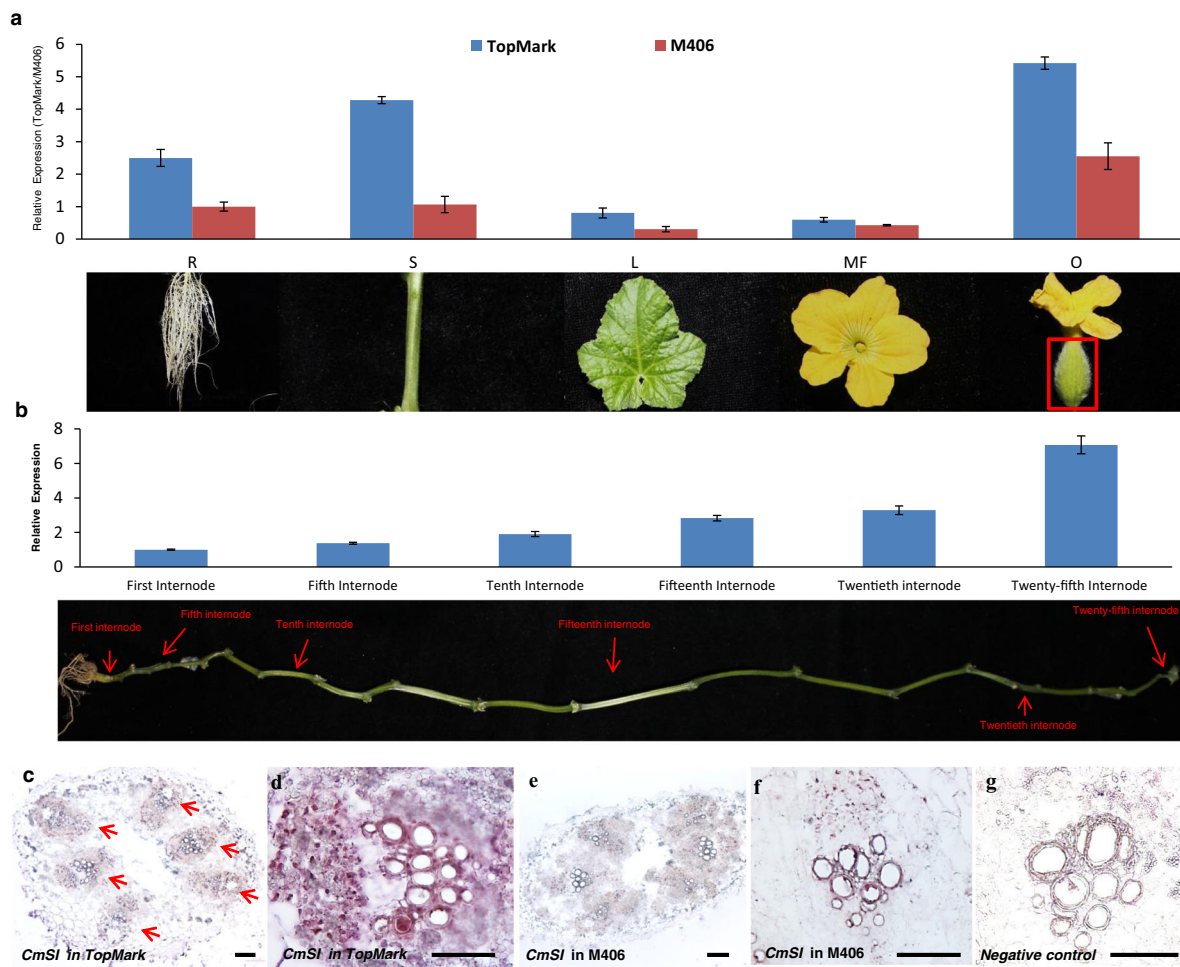 a
TopMark
M406
Relative Expression (TopMark/M406)
6
5
4
3
2
1
0
R
S
L
MF
O
b
Relative Expression
8
6
4
2
0
First Internode
Fifth Internode
Tenth Internode
Fifteenth Internode
Twentieth internode
Twenty-fifth Internode
First internode
Fifth internode
Tenth internode
Fifteenth internode
Twentieth internode
Twenty-fifth internode
c
CmSI in TopMark
d
CmSI in TopMark
e
CmSI in M406
f
CmSI in M406
g
Negative control